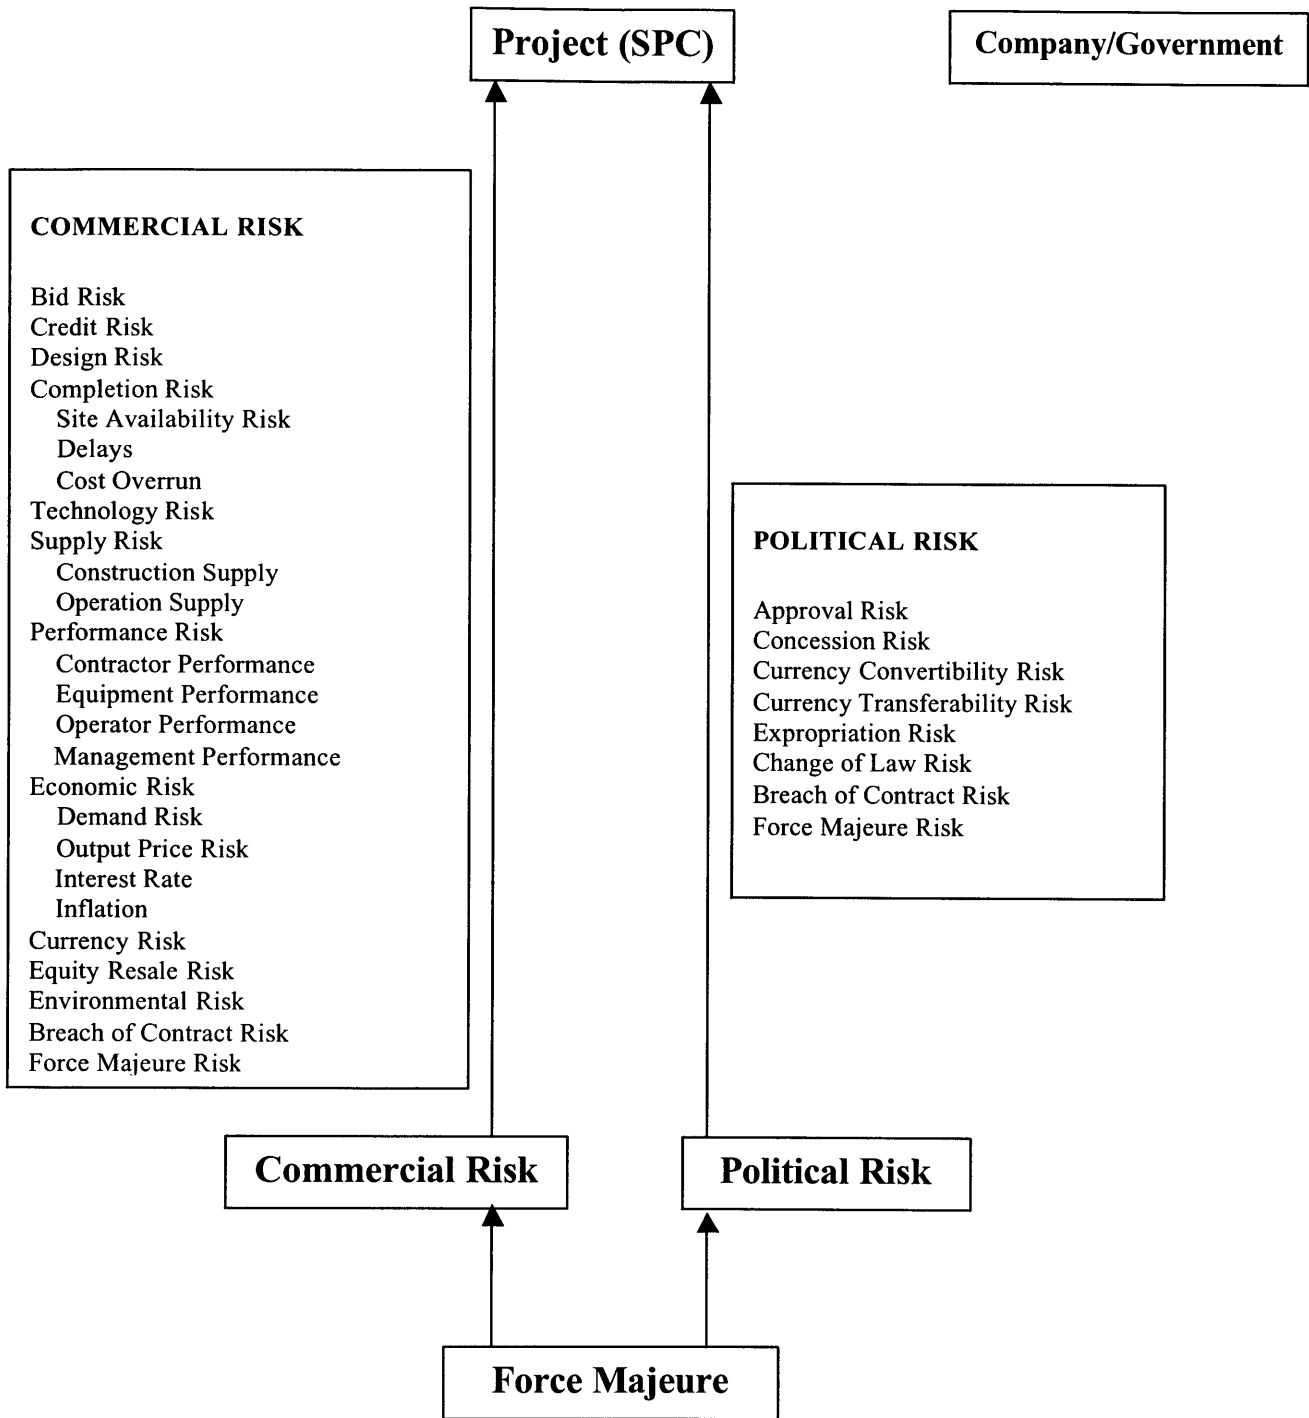 Project (SPC)
Company/Government
COMMERCIAL RISK
Bid Risk
Credit Risk
Design Risk
Completion Risk
Site Availability Risk
Delays
Cost Overrun
Technology Risk
Supply Risk
Construction Supply
Operation Supply
Performance Risk
Contractor Performance
Equipment Performance
Operator Performance
Management Performance
Economic Risk
Demand Risk
Output Price Risk
Interest Rate
Inflation
Currency Risk
Equity Resale Risk
Environmental Risk
Breach of Contract Risk
Force Majeure Risk
POLITICAL RISK
Approval Risk
Concession Risk
Currency Convertibility Risk
Currency Transferability Risk
Expropriation Risk
Change of Law Risk
Breach of Contract Risk
Force Majeure Risk
Commercial Risk
Political Risk
Force Majeure